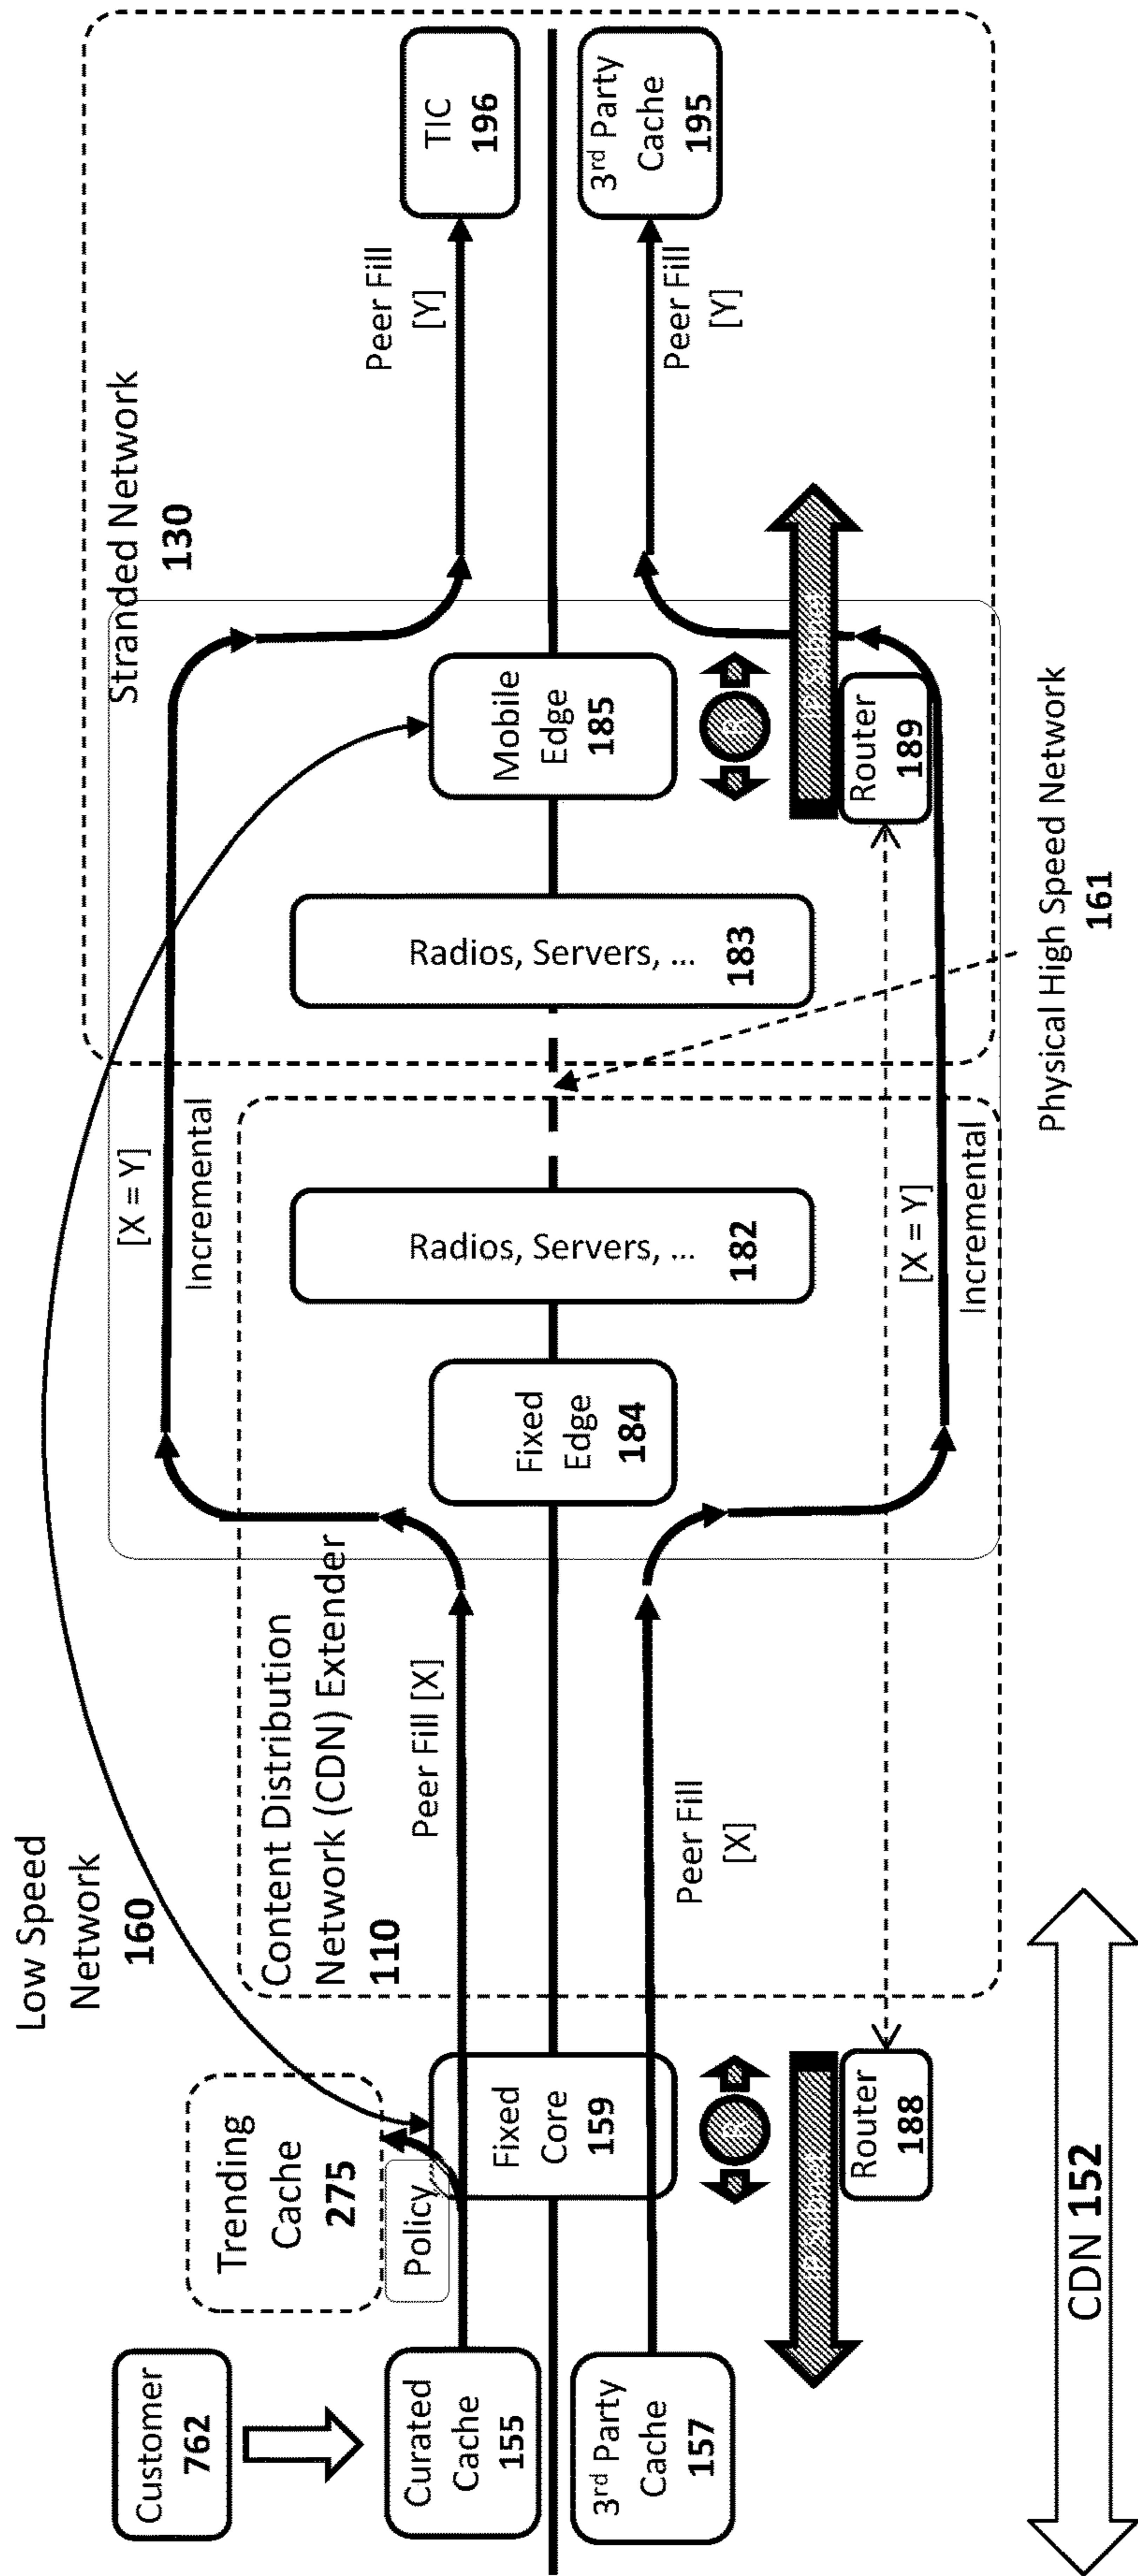 Customer
762
Curated
Cache
155
3rd Party
Cache
157
Trending
Cache
275
Policy
Fixed
Core
159
Router
188
CDN 152
Low Speed
Network
160
Content Distribution
Network (CDN) Extender
110
Peer Fill [X]
Peer Fill
[X]
Fixed
Edge
184
Radios, Servers, ...
182
[X = Y]
Incremental
[X = Y]
Incremental
Physical High Speed Network
161
Radios, Servers, ...
183
Mobile
Edge
185
Router
189
Stranded Network
130
Peer Fill
[Y]
Peer Fill
[Y]
TIC
196
3rd Party
Cache
195